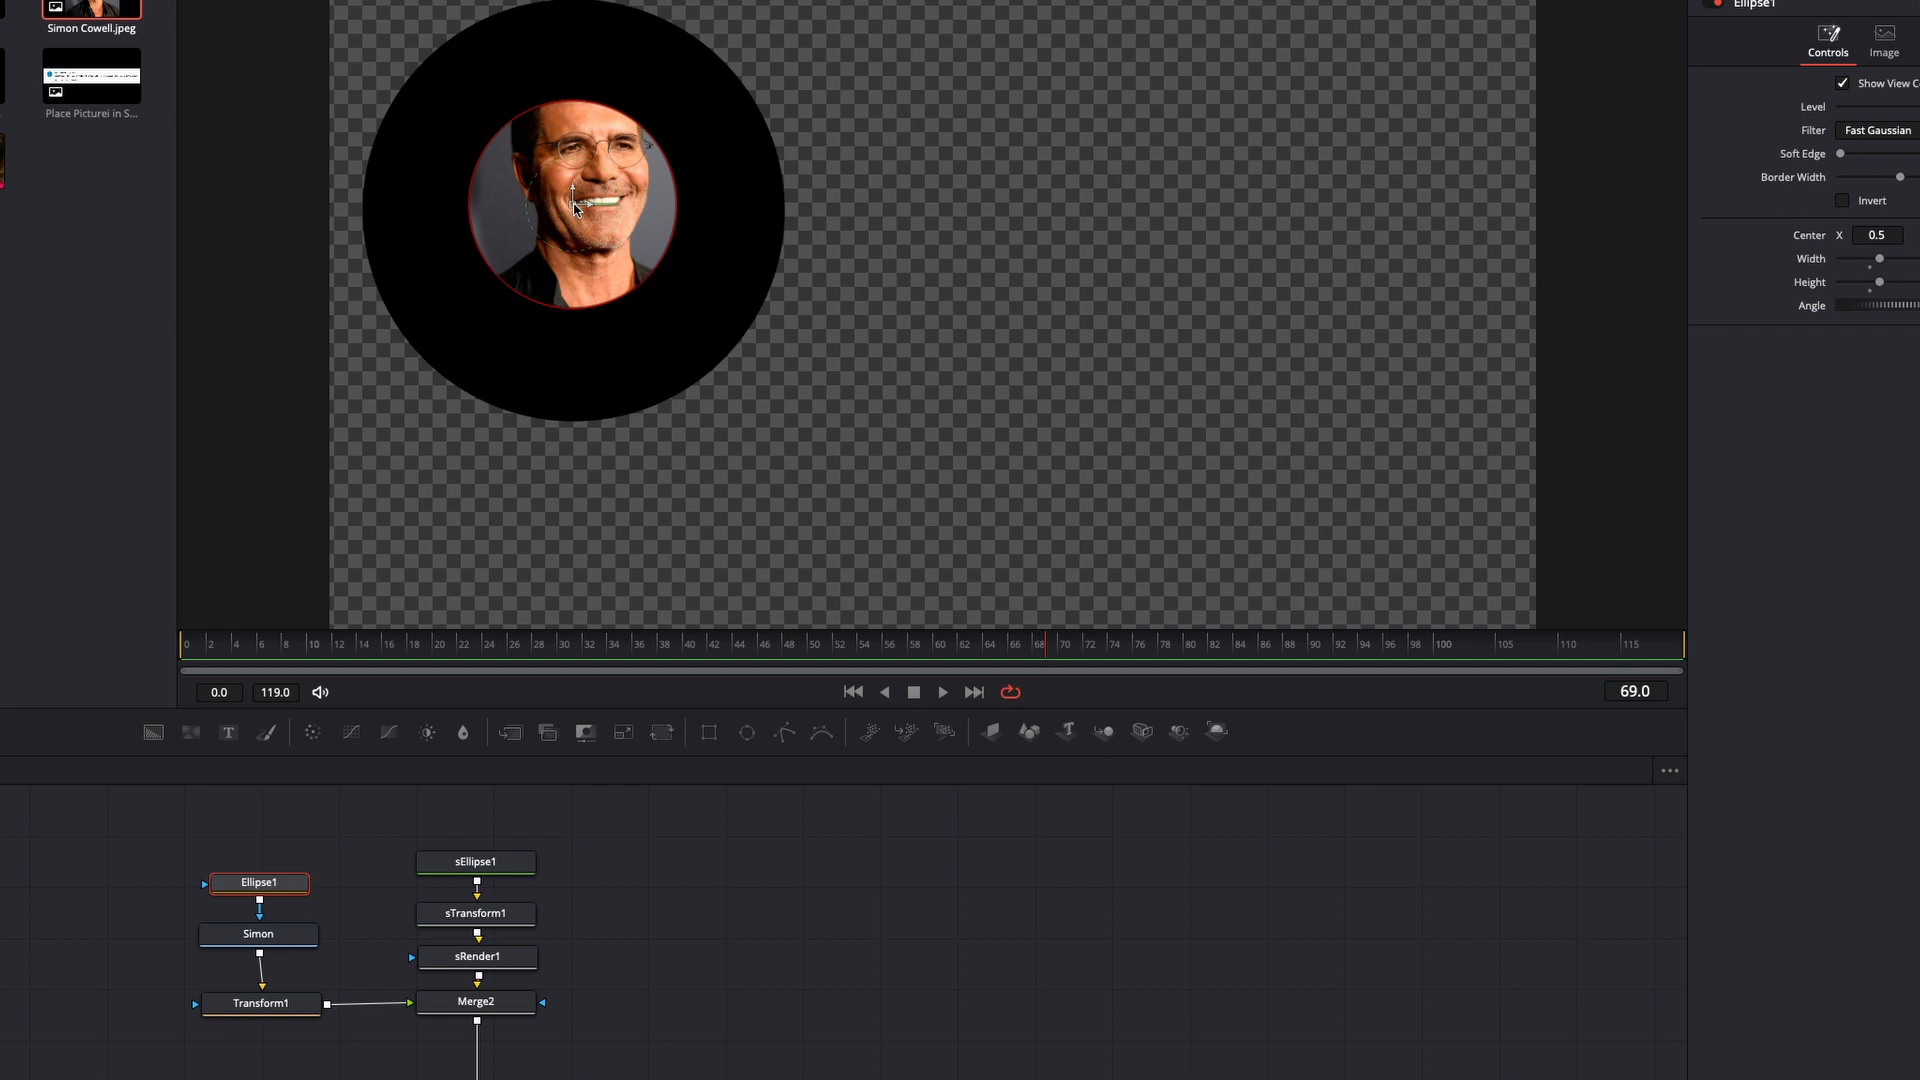 Simon Cowell.jpeg
Place Picturei in S...
Ellipse1
Controls
Image
Show View C
Level
Filter
Fast Gaussian
Soft Edge
Border Width
Invert
Center X 0.5
Width
Height
Angle
0 2 4 6 8 10 12 14 16 18 20 22 24 26 28 30 32 34 36 38 40 42 44 46 48 50 52 54 56 58 60 62 64 66 68 70 72 74 76 78 80 82 84 86 88 90 92 94 96 98 100 105 110 115
0.0 119.0 69.0
T T
sEllipse1
Ellipse1
sTransform1
Simon
sRender1
Transform1
Merge2